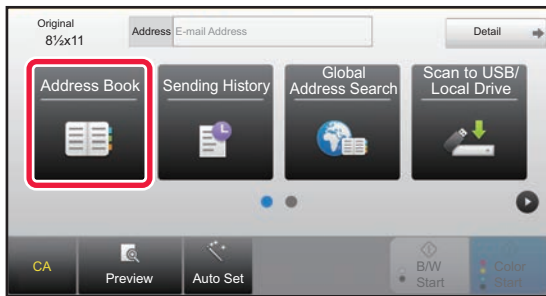 Original
8½x11
Address E-mail Address
Detail
Address Book
Sending History
Global
Address Search
Scan to USB/
Local Drive
CA
Preview
Auto Set
B/W
Start
Color
Start